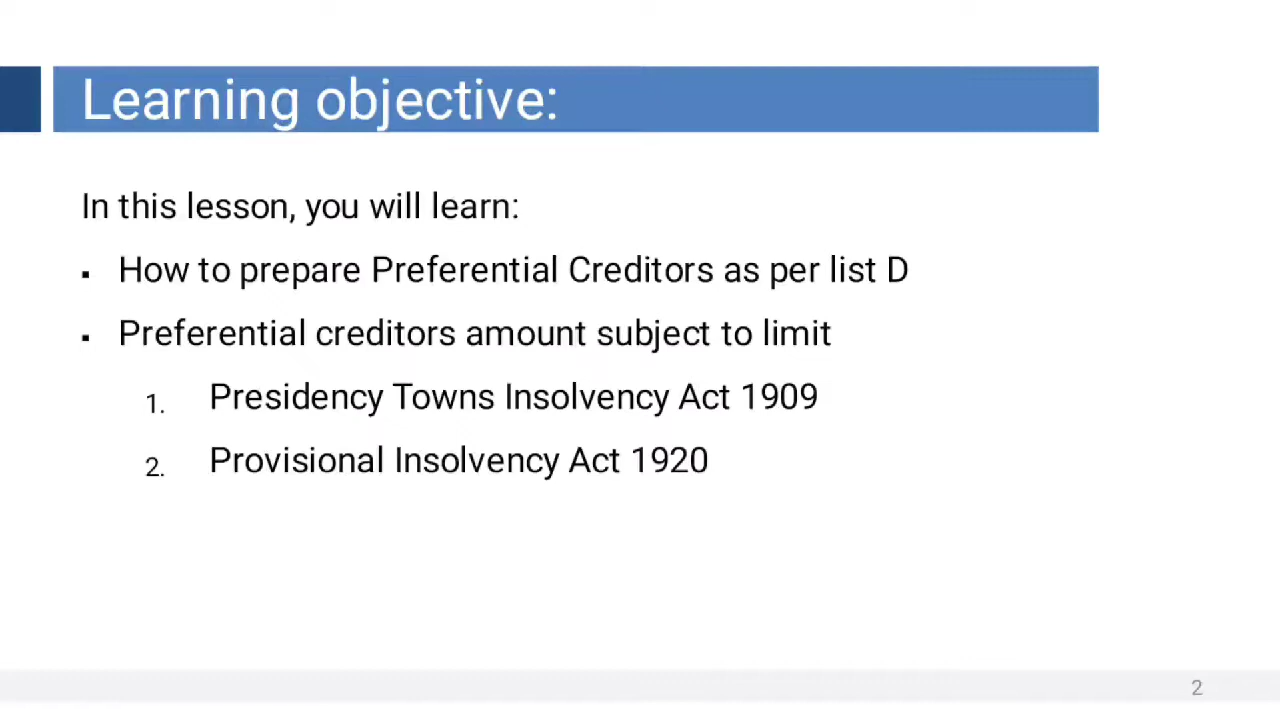 Learning objective:
In this lesson, you will learn:
▪ How to prepare Preferential Creditors as per list D
▪ Preferential creditors amount subject to limit
1. Presidency Towns Insolvency Act 1909
2. Provisional Insolvency Act 1920
2